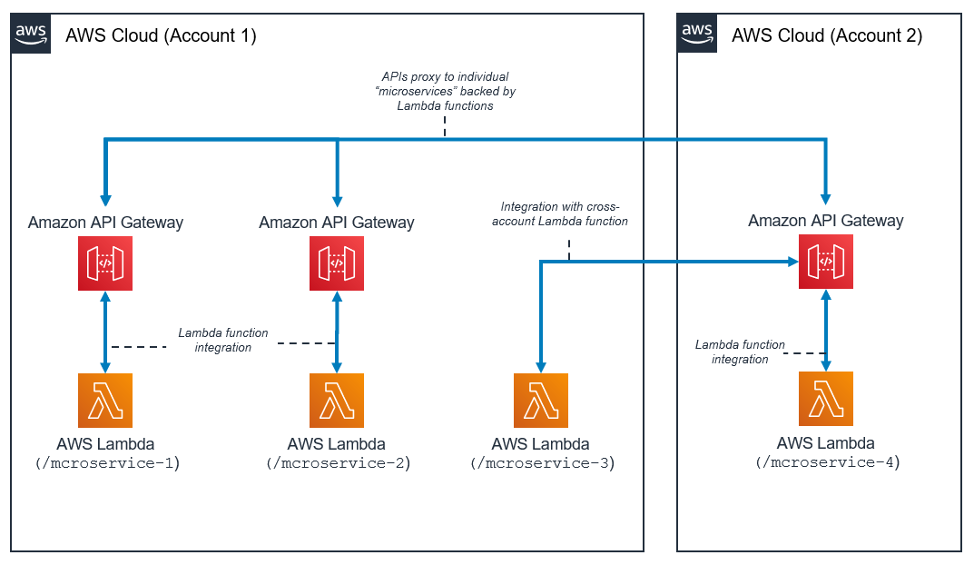 aws
AWS Cloud (Account 1)
aws
AWS Cloud (Account 2)
APIs proxy to individual
“microservices” backed by
Lambda functions
Integration with cross-
account Lambda function
Amazon API Gateway
Amazon API Gateway
Amazon API Gateway
Lambda function
integration
Lambda function
integration
AWS Lambda
(/mcroservice-1)
AWS Lambda
(/mcroservice-2)
AWS Lambda
(/mcroservice-3)
AWS Lambda
(/mcroservice-4)